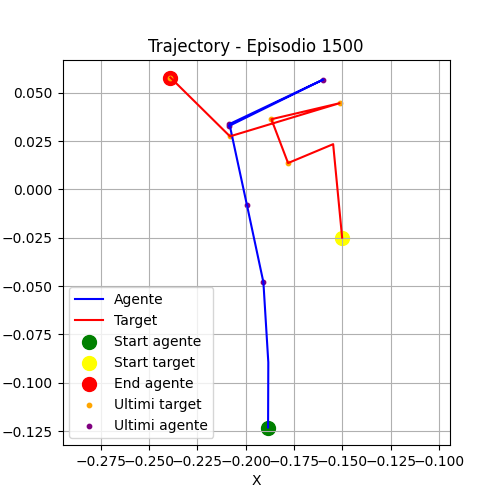 Trajectory - Episodio 1500
0.050
0.025
0.000
−0.025
−0.050
−0.075
−0.100
−0.125
Agente
Target
Start agente
Start target
End agente
Ultimi target
Ultimi agente
−0.275 −0.250 −0.225 −0.200 −0.175 −0.150 −0.125 −0.100
X